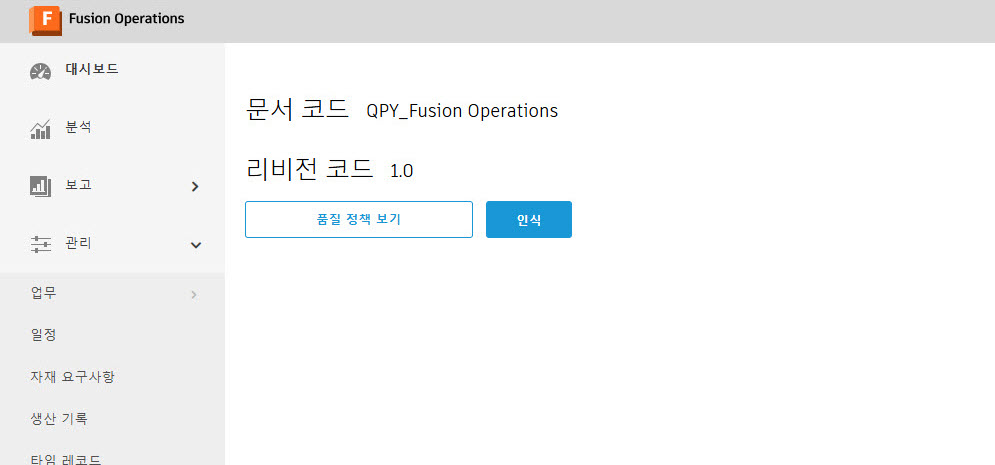 Fusion Operations
대시보드
분석
보고
관리
업무
일정
자재 요구사항
생산 기록
타임 레코드
문서 코드 QPY_Fusion Operations
리비전 코드 1.0
품질 정책 보기
인식